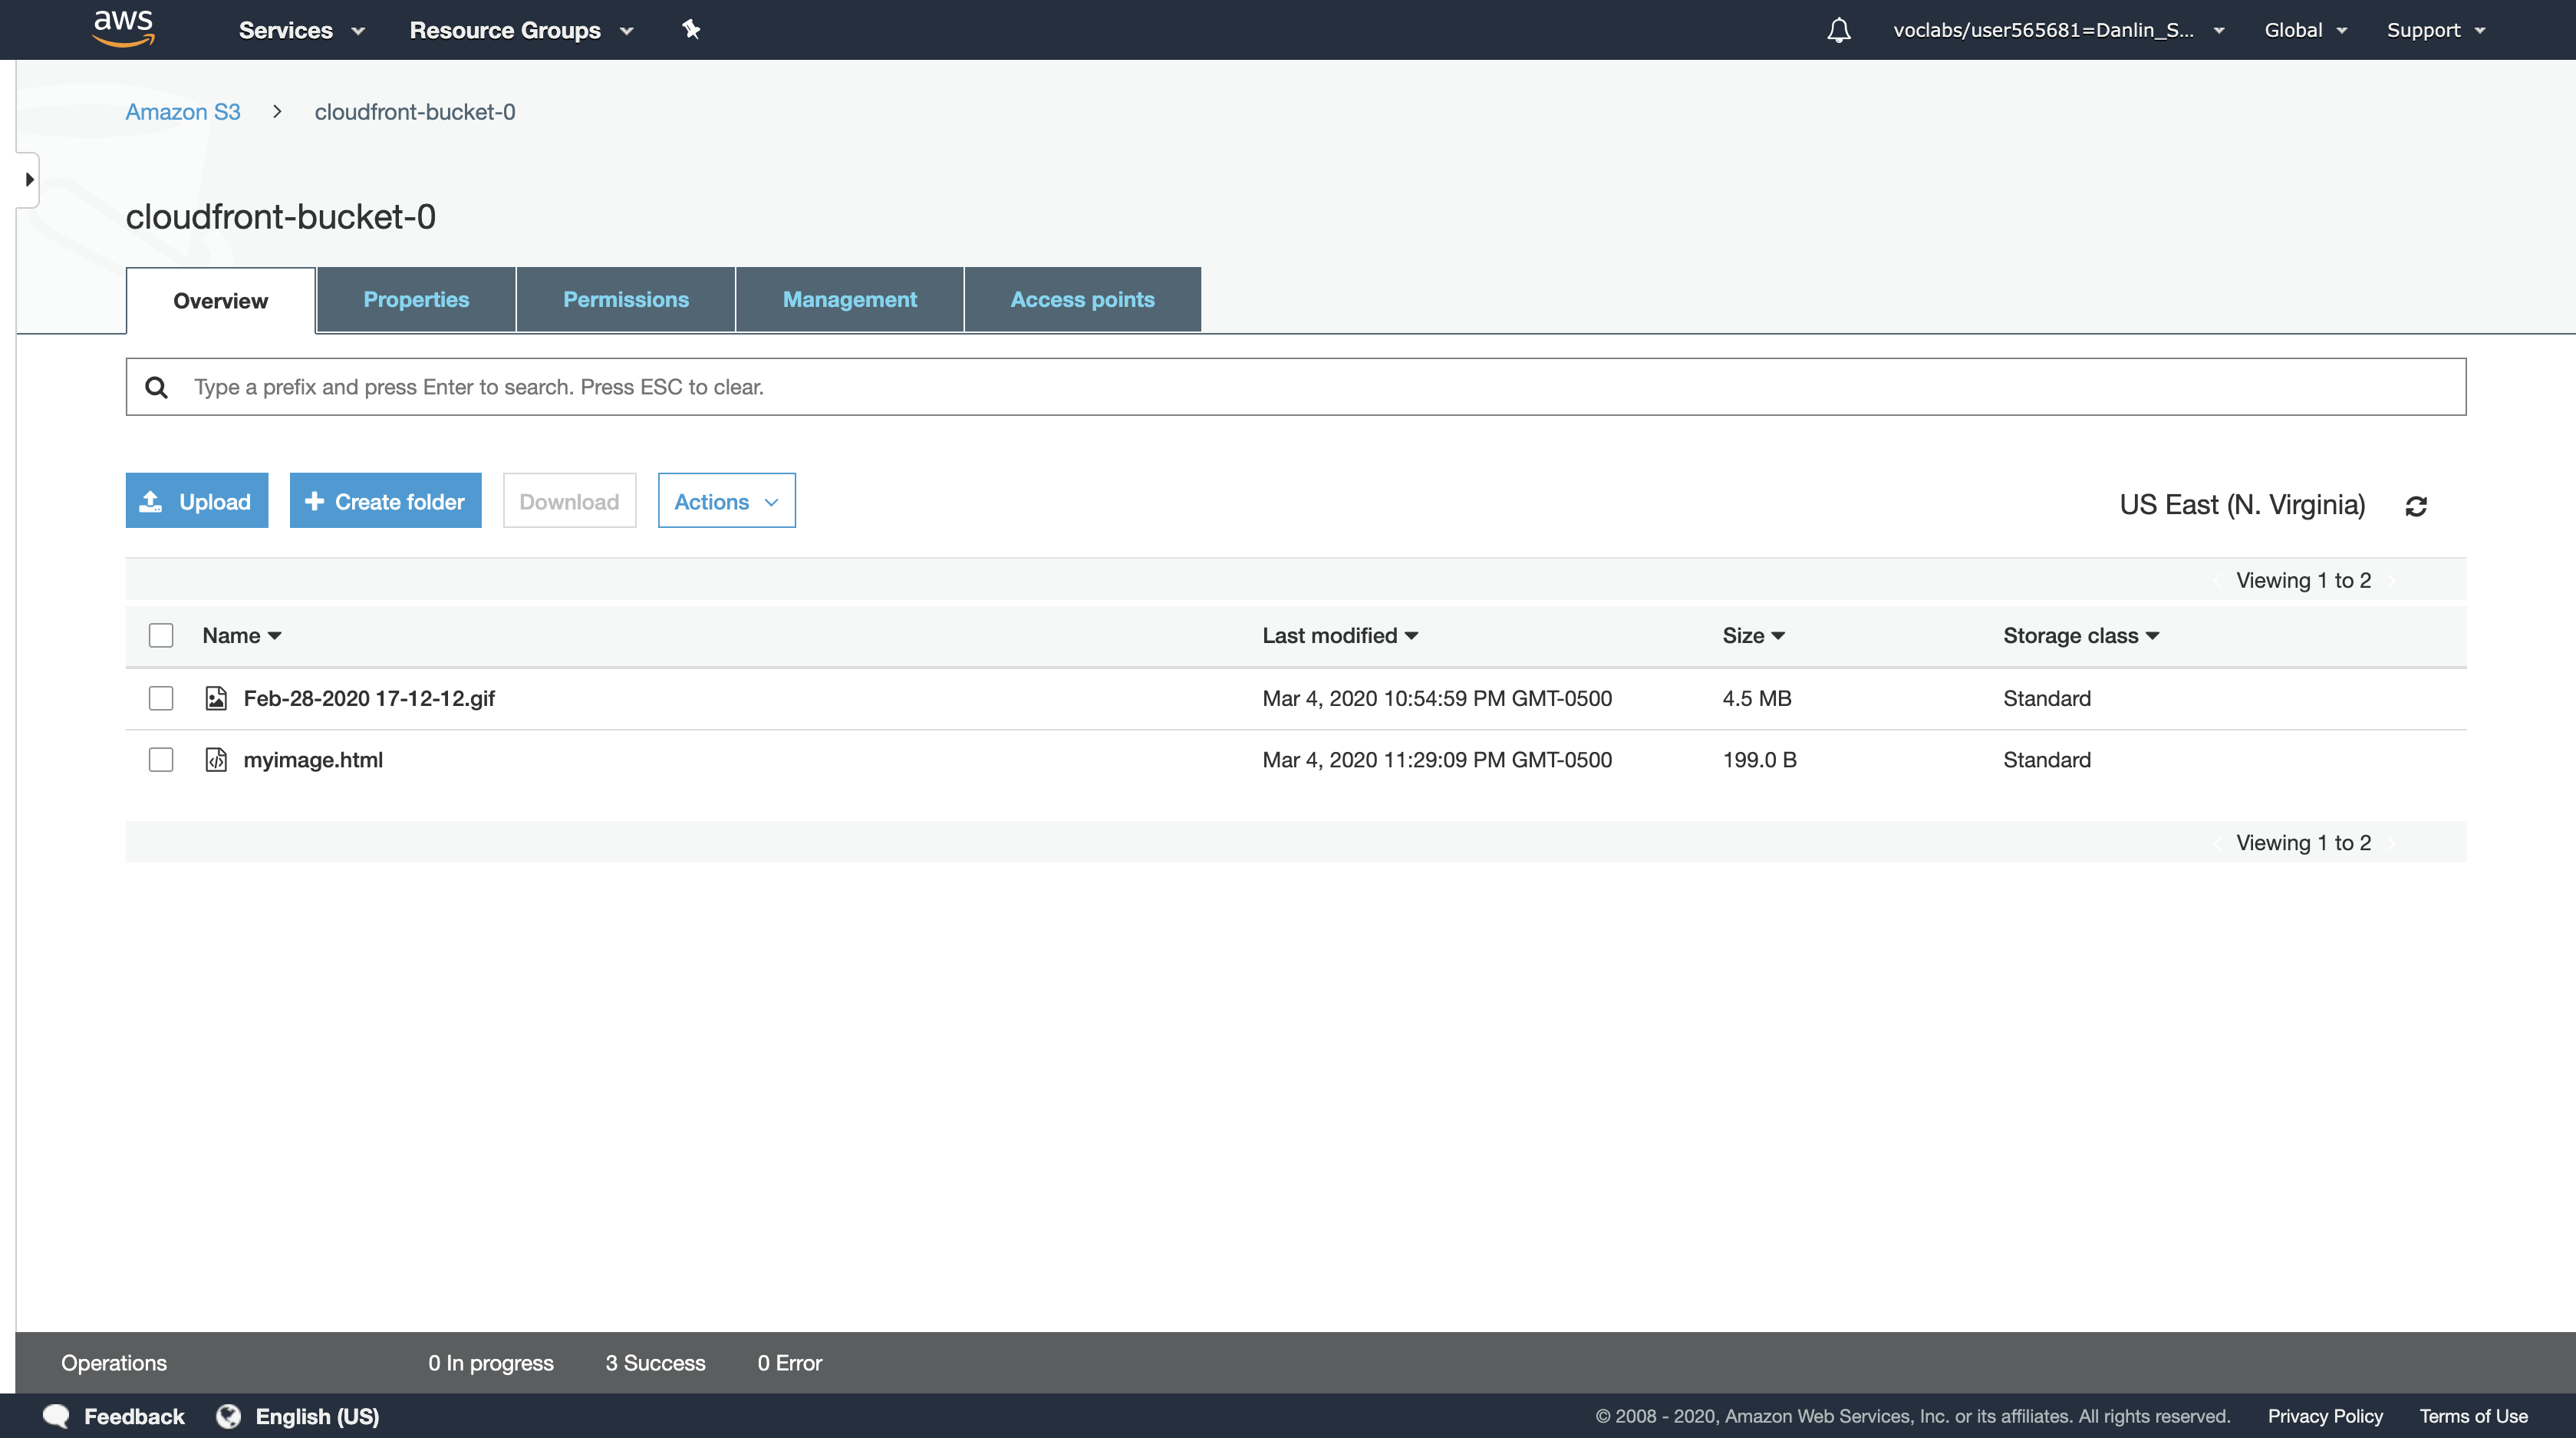 aws Services Resource Groups voclabs/user565681=Danlin_S... Global Support
Amazon S3 > cloudfront-bucket-0
cloudfront-bucket-0
Overview Properties Permissions Management Access points
Type a prefix and press Enter to search. Press ESC to clear.
Upload + Create folder Download Actions US East (N. Virginia)
Viewing 1 to 2
Name Last modified Size Storage class
Feb-28-2020 17-12-12.gif Mar 4, 2020 10:54:59 PM GMT-0500 4.5 MB Standard
myimage.html Mar 4, 2020 11:29:09 PM GMT-0500 199.0 B Standard
Viewing 1 to 2
Operations 0 In progress 3 Success 0 Error
Feedback English (US) © 2008 - 2020, Amazon Web Services, Inc. or its affiliates. All rights reserved. Privacy Policy Terms of Use